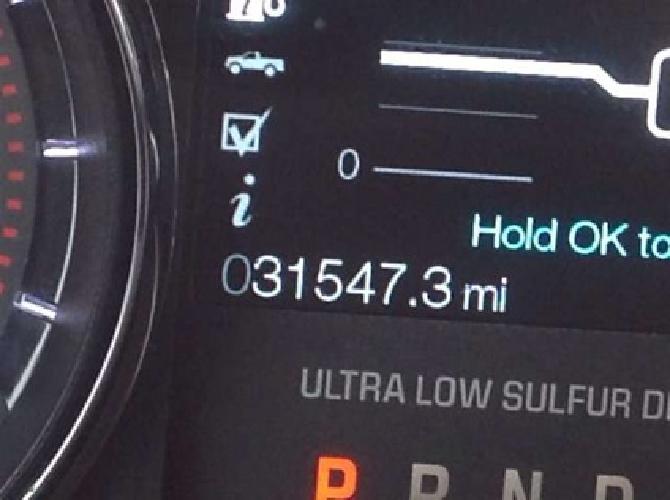 0
i
Hold OK to
031547.3 mi
ULTRA LOW SULFUR
P R N D